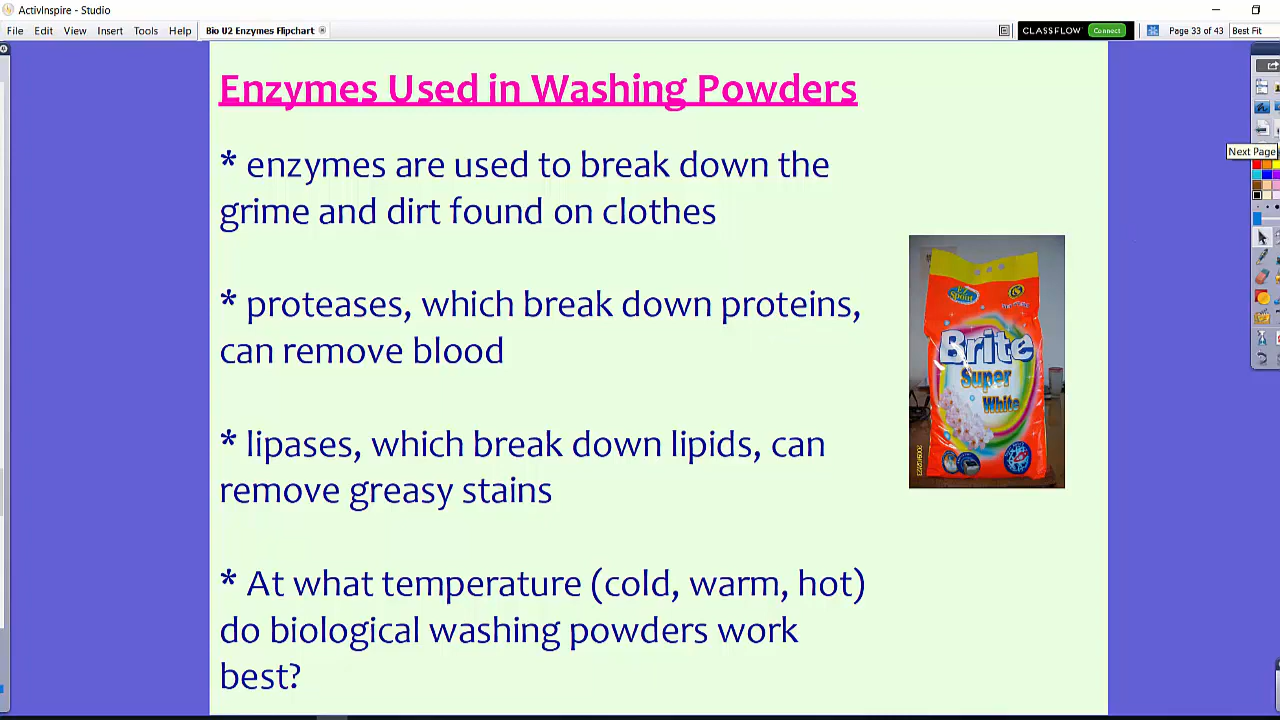 ActivInspire - Studio
File Edit View Insert Tools Help Bio U2 Enzymes Flipchart CLASSFLOW Connect Page 33 of 43 Best Fit
Enzymes Used in Washing Powders
Next Page
* enzymes are used to break down the
grime and dirt found on clothes
* proteases, which break down proteins,
can remove blood
Spout
Brite
Super
White
* lipases, which break down lipids, can
remove greasy stains
* At what temperature (cold, warm, hot)
do biological washing powders work
best?